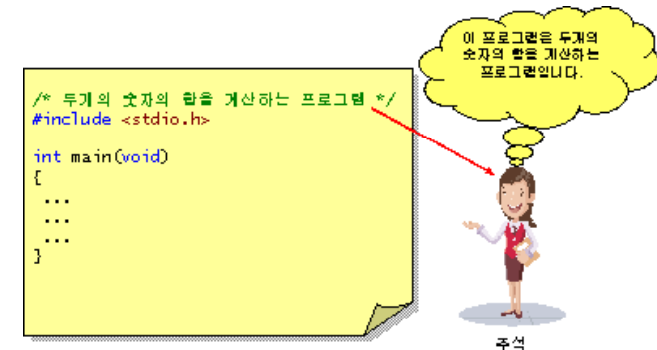 /* 두개의 숫자의 합을 계산하는 프로그램 */
#include <stdio.h>
int main(void)
{
...
...
...
}
이 프로그램은 두개의
숫자의 합을 계산하는
프로그램입니다.
주석